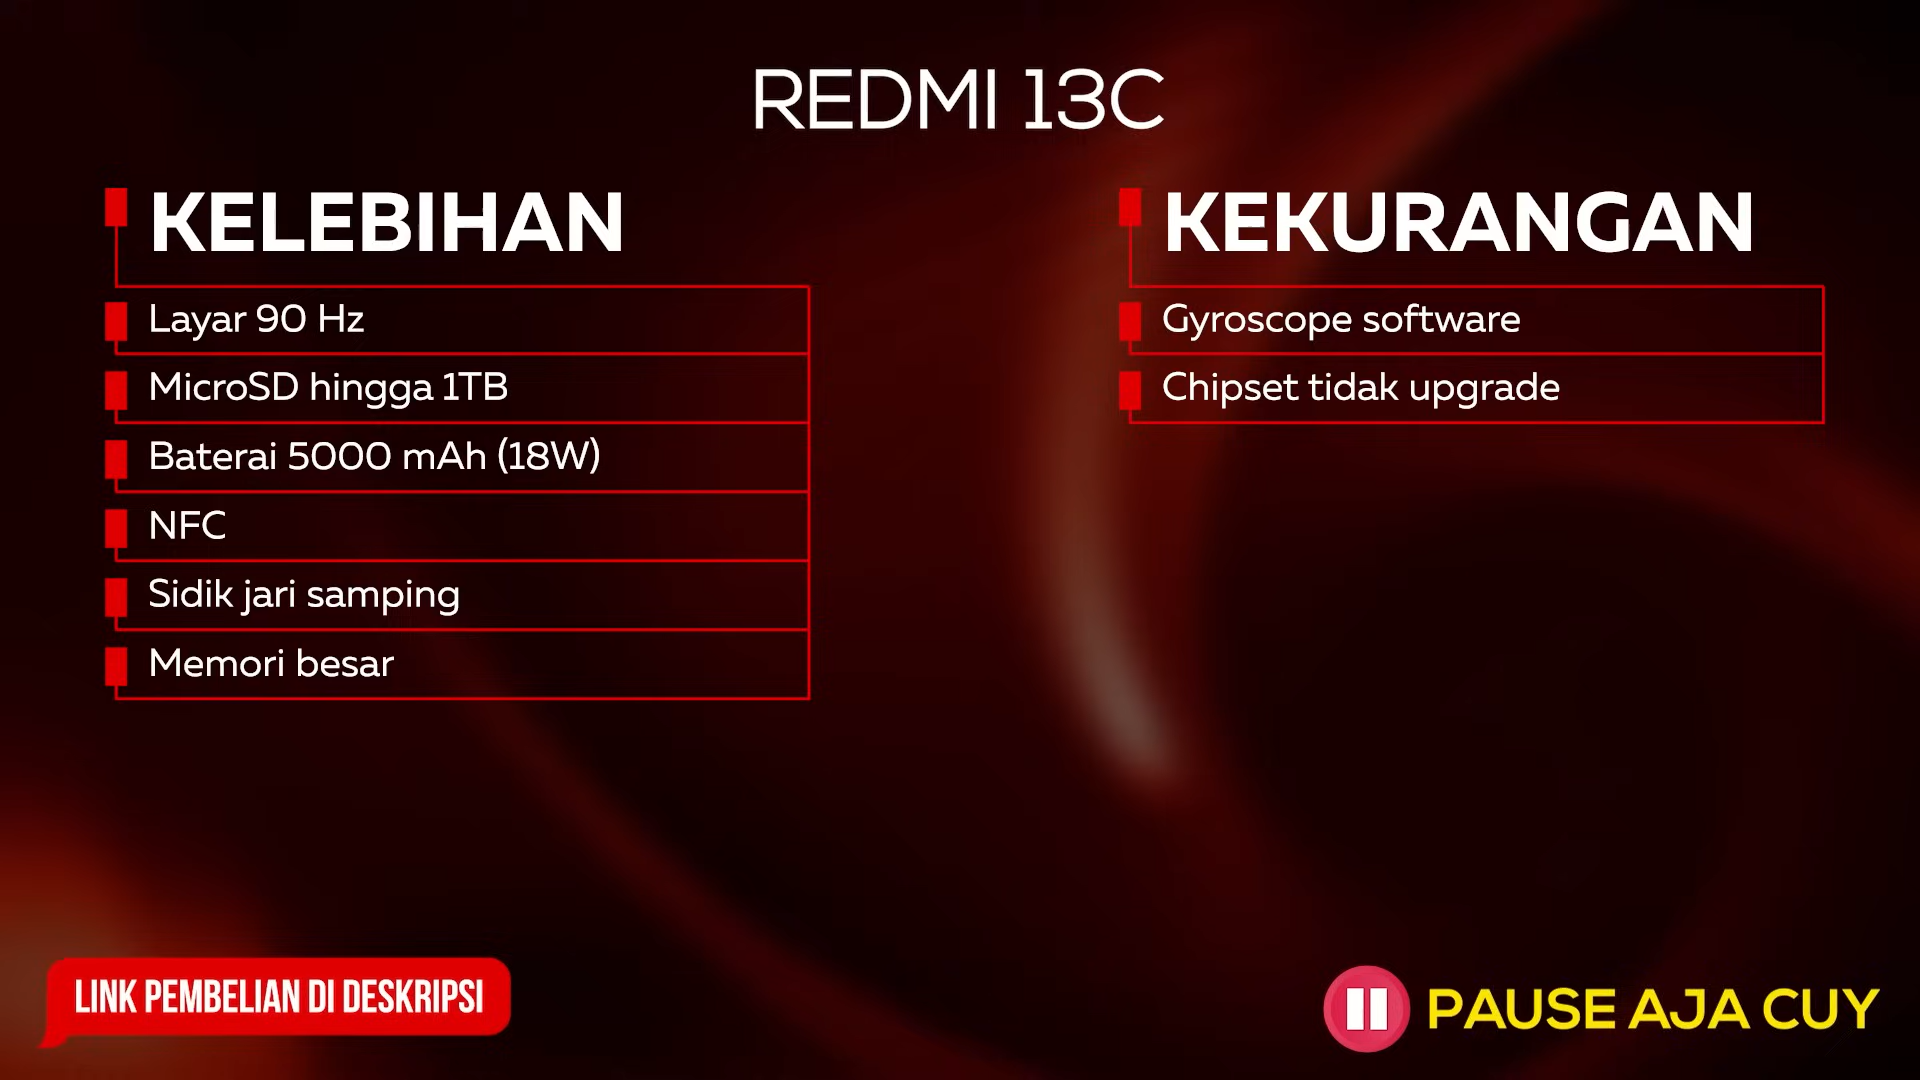 REDMI 13C
KELEBIHAN
Layar 90 Hz
MicroSD hingga 1TB
Baterai 5000 mAh (18W)
NFC
Sidik jari samping
Memori besar
KEKURANGAN
Gyroscope software
Chipset tidak upgrade
LINK PEMBELIAN DI DESKRIPSI
PAUSE AJA CUY